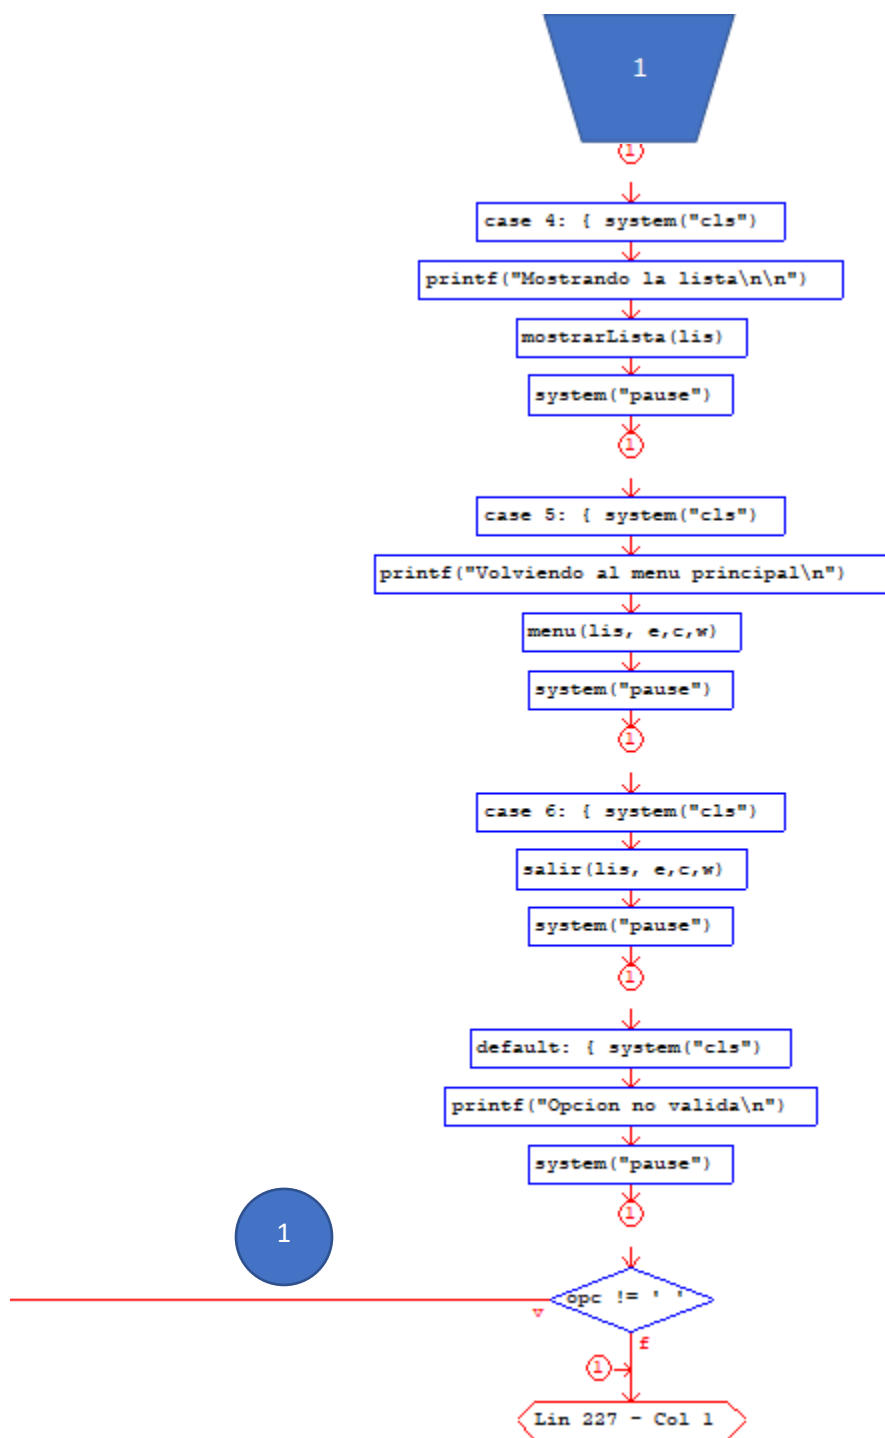 1
1
case 4: { system("cls")
printf("Mostrando la lista\n\n")
mostrarLista(lis)
system("pause")
1
case 5: { system("cls")
printf("Volviendo al menu principal\n")
menu(lis, e,c,w)
system("pause")
1
case 6: { system("cls")
salir(lis, e,c,w)
system("pause")
1
default: { system("cls")
printf("Opcion no valida\n")
system("pause")
1
1
opc != ' '
v
f
1
Lin 227 - Col 1